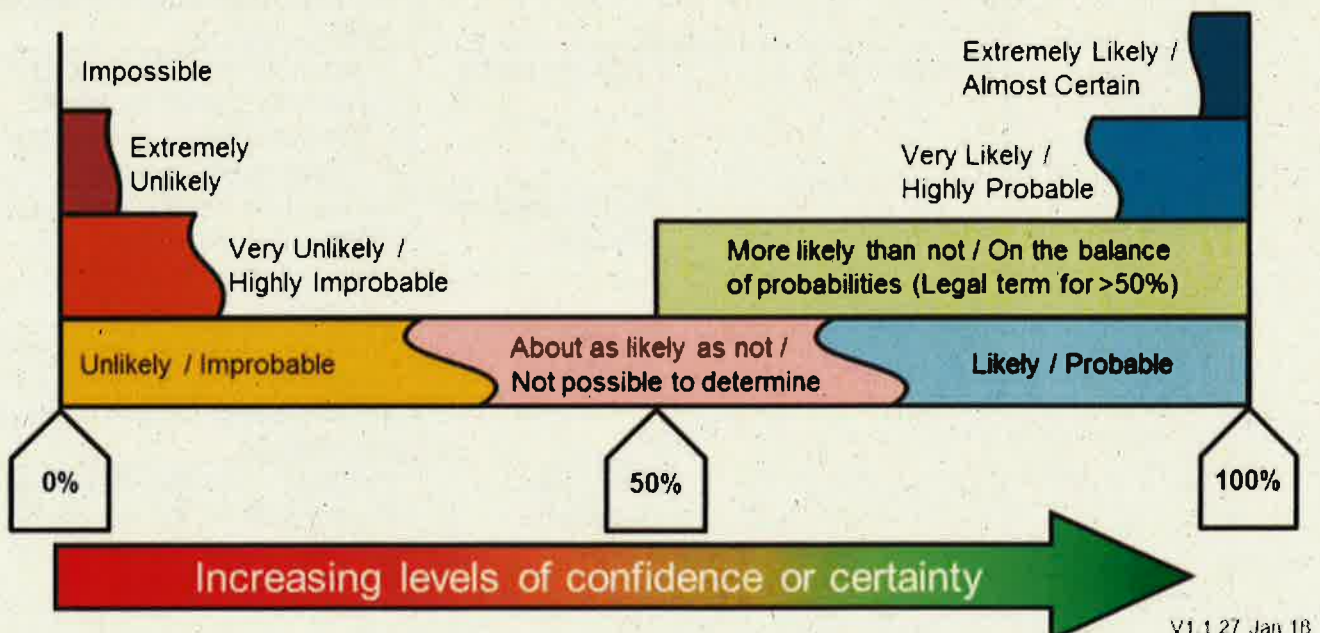 Impossible
Extremely
Unlikely
Very Unlikely /
Highly Improbable
Extremely Likely /
Almost Certain
Very Likely /
Highly Probable
More likely than not / On the balance
of probabilities (Legal term for >50%)
Unlikely / Improbable
About as likely as not /
Not possible to determine
Likely / Probable
0%
50%
100%
Increasing levels of confidence or certainty
V1.1 27 Jan 18